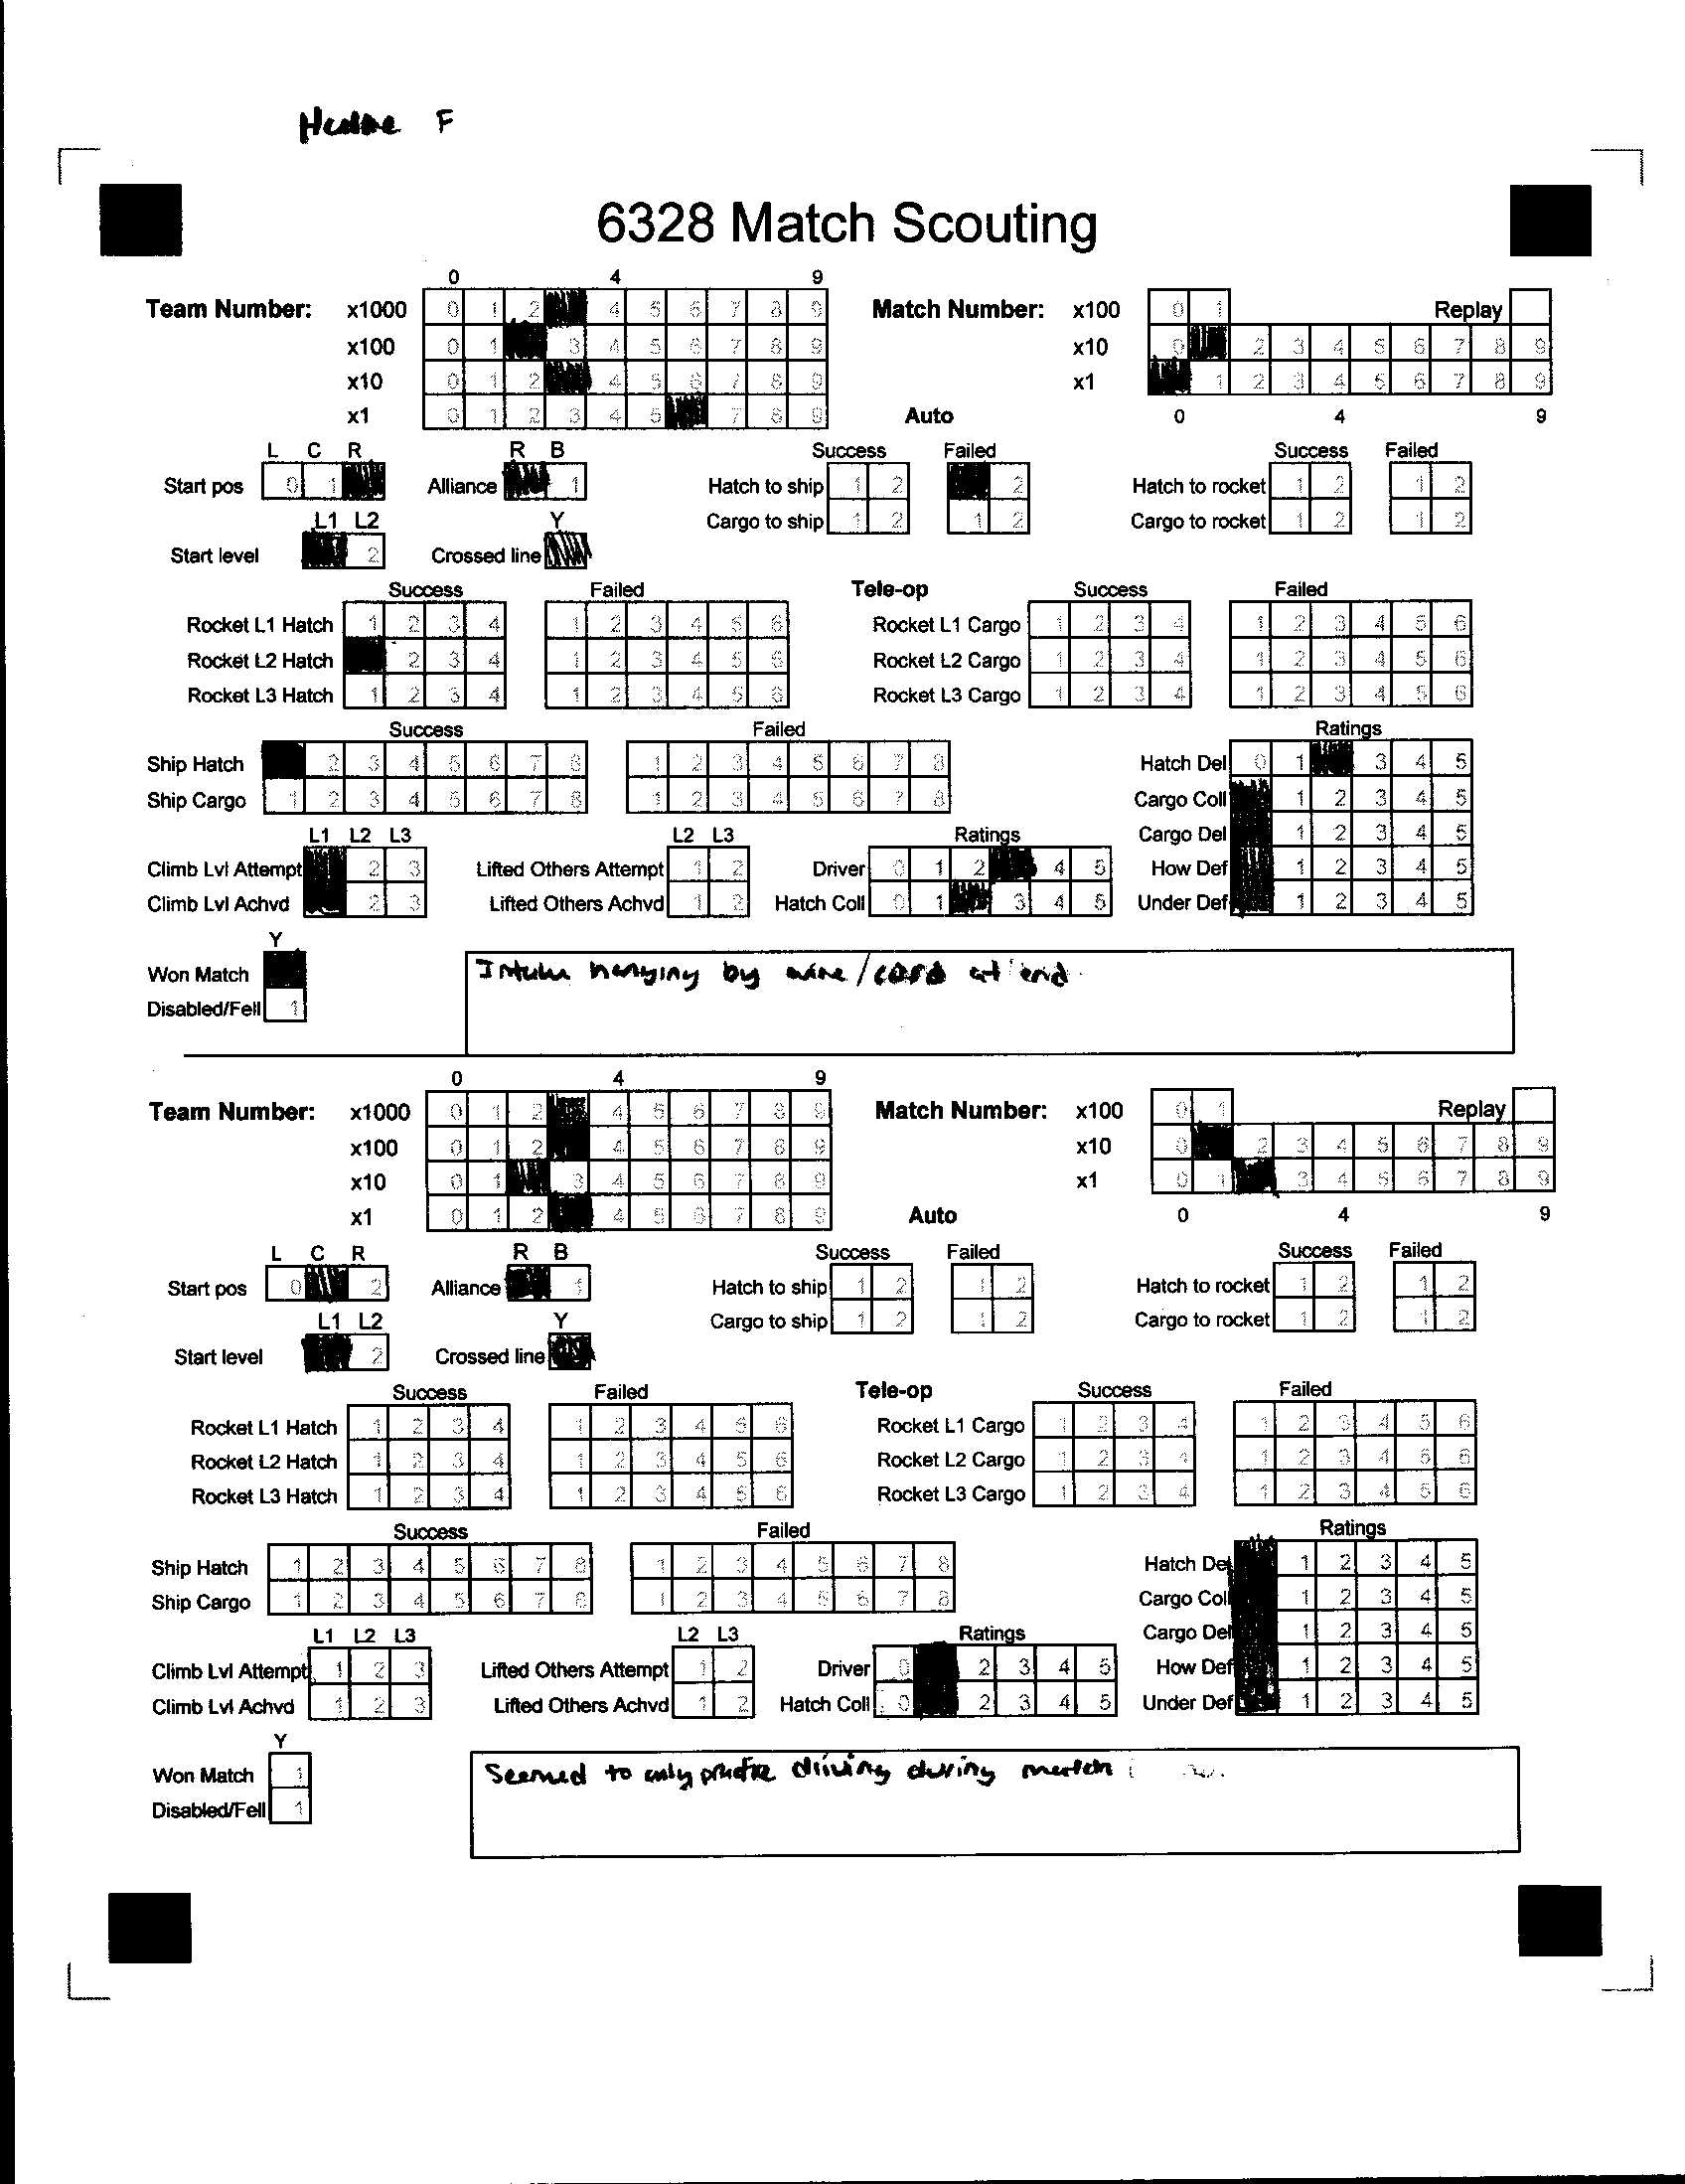 F
6328 Match Scouting
0 4 9
Team Number: x1000 0 1 2 4 5 6 7 8 9 Match Number: x100 0 1 Replay
x100 0 1 3 4 5 6 7 8 9 x10 0 2 3 4 5 6 7 8 9
x10 0 1 2 4 5 6 7 8 9 x1 1 2 3 4 5 6 7 8 9
x1 0 1 2 3 4 5 7 8 9 Auto 0 4 9
L C R R B Success Failed Success Failed
Start pos 0 1 Alliance 1 Hatch to ship 1 2 2 Hatch to rocket 1 2 1 2
L1 L2 Y Cargo to ship 1 2 1 2 Cargo to rocket 1 2 1 2
Start level 2 Crossed line
Success Failed Tele-op Success Failed
Rocket L1 Hatch 1 2 3 4 1 2 3 4 5 6 Rocket L1 Cargo 1 2 3 4 1 2 3 4 5 6
Rocket L2 Hatch 2 3 4 1 2 3 4 5 6 Rocket L2 Cargo 1 2 3 4 1 2 3 4 5 6
Rocket L3 Hatch 1 2 3 4 1 2 3 4 5 6 Rocket L3 Cargo 1 2 3 4 1 2 3 4 5 6
Success Failed Ratings
Ship Hatch 2 3 4 5 6 7 8 1 2 3 4 5 6 7 8 Hatch Del 0 1 3 4 5
Ship Cargo 1 2 3 4 5 6 7 8 1 2 3 4 5 6 7 8 Cargo Coll 1 2 3 4 5
L1 L2 L3 L2 L3 Ratings Cargo Del 1 2 3 4 5
Climb Lvl Attempt 2 3 Lifted Others Attempt 1 2 Driver 0 1 2 4 5 How Def 1 2 3 4 5
Climb Lvl Achvd 2 3 Lifted Others Achvd 1 2 Hatch Coll 0 1 3 4 5 Under Def 1 2 3 4 5
Y
Won Match
Disabled/Fell 1
hanging by wire/cord at end
0 4 9
Team Number: x1000 0 1 2 4 5 6 7 8 9 Match Number: x100 0 1 Replay
x100 0 1 2 4 5 6 7 8 9 x10 0 2 3 4 5 6 7 8 9
x10 0 1 3 4 5 6 7 8 9 x1 0 1 3 4 5 6 7 8 9
x1 0 1 2 4 5 6 7 8 9 Auto 0 4 9
L C R R B Success Failed Success Failed
Start pos 0 2 Alliance 1 Hatch to ship 1 2 1 2 Hatch to rocket 1 2 1 2
L1 L2 Y Cargo to ship 1 2 1 2 Cargo to rocket 1 2 1 2
Start level 2 Crossed line
Success Failed Tele-op Success Failed
Rocket L1 Hatch 1 2 3 4 1 2 3 4 5 6 Rocket L1 Cargo 1 2 3 4 1 2 3 4 5 6
Rocket L2 Hatch 1 2 3 4 1 2 3 4 5 6 Rocket L2 Cargo 1 2 3 4 1 2 3 4 5 6
Rocket L3 Hatch 1 2 3 4 1 2 3 4 5 6 Rocket L3 Cargo 1 2 3 4 1 2 3 4 5 6
Success Failed Ratings
Ship Hatch 1 2 3 4 5 6 7 8 1 2 3 4 5 6 7 8 Hatch Del 1 2 3 4 5
Ship Cargo 1 2 3 4 5 6 7 8 1 2 3 4 5 6 7 8 Cargo Coll 1 2 3 4 5
L1 L2 L3 L2 L3 Ratings Cargo Del 1 2 3 4 5
Climb Lvl Attempt 1 2 3 Lifted Others Attempt 1 2 Driver 0 2 3 4 5 How Def 1 2 3 4 5
Climb Lvl Achvd 1 2 3 Lifted Others Achvd 1 2 Hatch Coll 0 2 3 4 5 Under Def 1 2 3 4 5
Y
Won Match 1
Disabled/Fell 1
Seemed to only practice driving during match